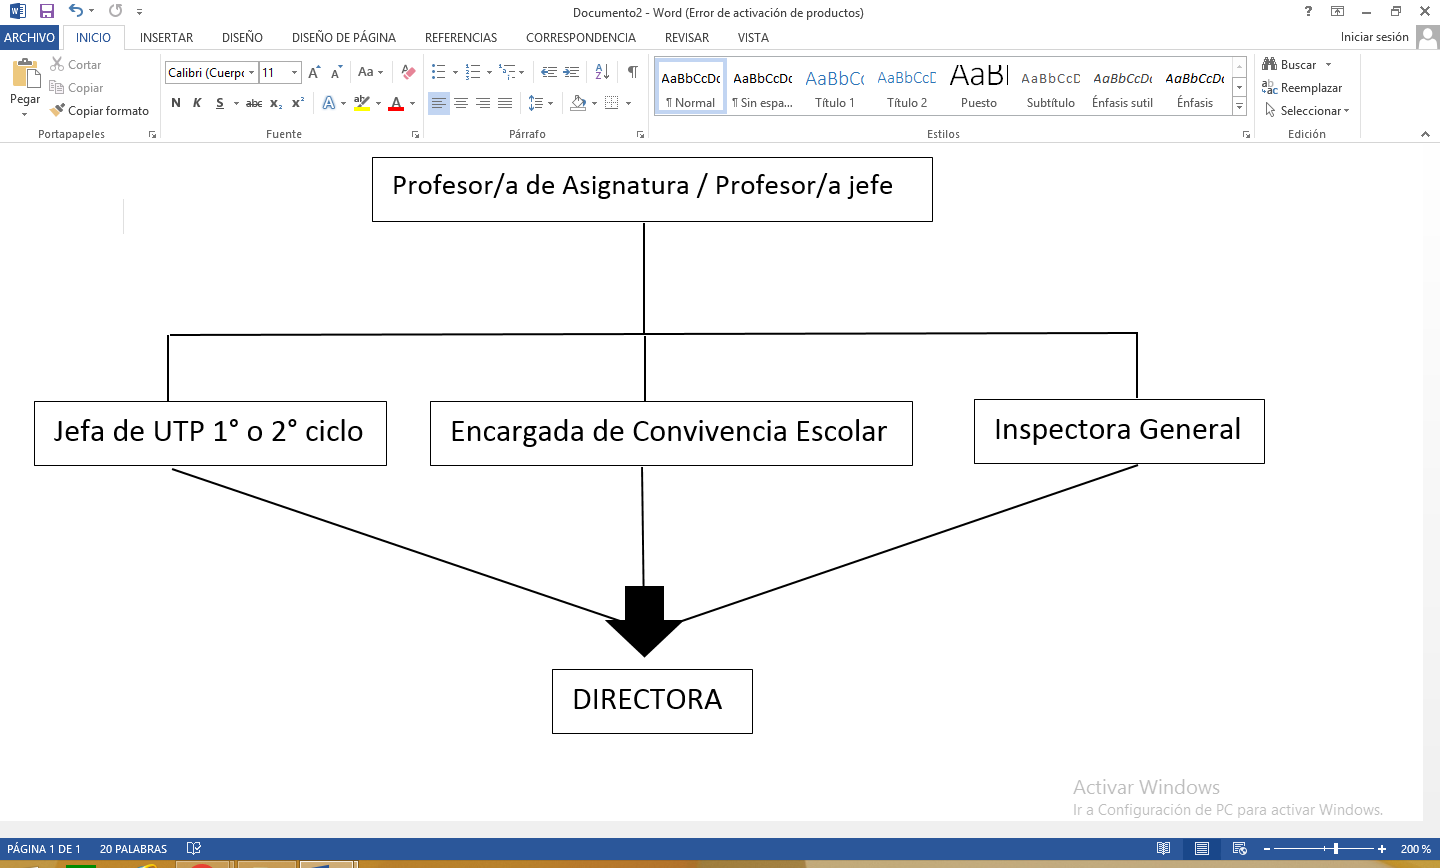 Documento2 - Word (Error de activación de productos)
ARCHIVO INICIO INSERTAR DISEÑO DISEÑO DE PÁGINA REFERENCIAS CORRESPONDENCIA REVISAR VISTA Iniciar sesión
Pegar
Cortar
Copiar
Copiar formato
Portapapeles
Calibri (Cuerpo 11
N K S abc x₂ x²
Fuente
Párrafo
AaBbCcDc AaBbCcDc AaBbCc AaBbCcD AaBl AaBbCcD AaBbCcDc AaBbCcDc
¶ Normal ¶ Sin espa... Título 1 Título 2 Puesto Subtítulo Énfasis sutil Énfasis
Estilos
Buscar
Reemplazar
Seleccionar
Edición
Profesor/a de Asignatura / Profesor/a jefe
Jefa de UTP 1° o 2° ciclo
Encargada de Convivencia Escolar
Inspectora General
DIRECTORA
Activar Windows
Ir a Configuración de PC para activar Windows.
PÁGINA 1 DE 1 20 PALABRAS 200 %